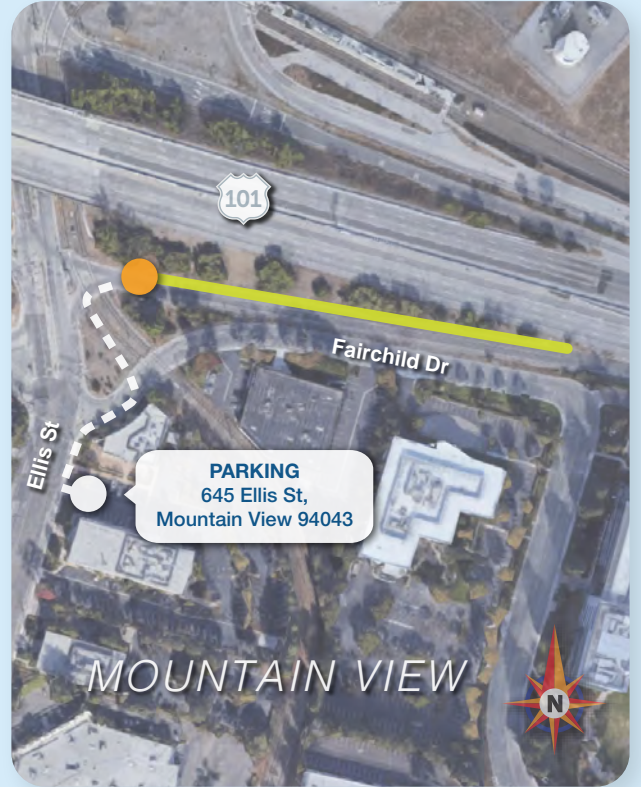 101
Fairchild Dr
Ellis St
PARKING
645 Ellis St,
Mountain View 94043
MOUNTAIN VIEW
N